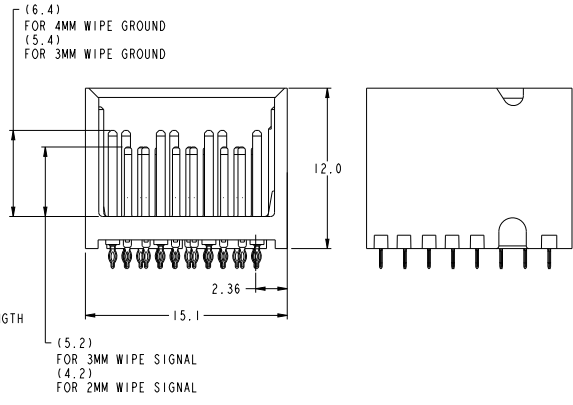 (6.4)
FOR 4MM WIPE GROUND
(5.4)
FOR 3MM WIPE GROUND
12.0
2.36
15.1
NGTH
(5.2)
FOR 3MM WIPE SIGNAL
(4.2)
FOR 2MM WIPE SIGNAL